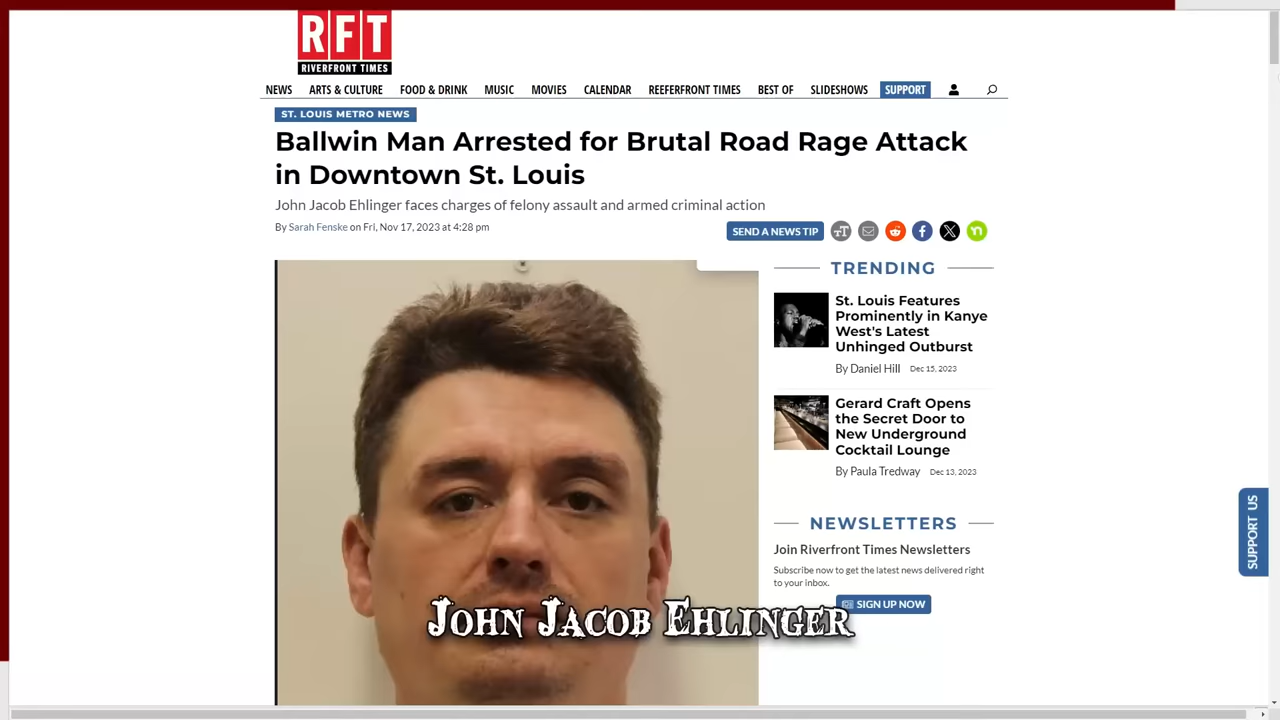 RFT
RIVERFRONT TIMES
NEWS ARTS & CULTURE FOOD & DRINK MUSIC MOVIES CALENDAR REEFERFRONT TIMES BEST OF SLIDESHOWS SUPPORT
ST. LOUIS METRO NEWS
Ballwin Man Arrested for Brutal Road Rage Attack
in Downtown St. Louis
John Jacob Ehlinger faces charges of felony assault and armed criminal action
By Sarah Fenske on Fri, Nov 17, 2023 at 4:28 pm
SEND A NEWS TIP
TRENDING
St. Louis Features
Prominently in Kanye
West's Latest
Unhinged Outburst
By Daniel Hill Dec 15, 2023
Gerard Craft Opens
the Secret Door to
New Underground
Cocktail Lounge
By Paula Tredway Dec 13, 2023
NEWSLETTERS
Join Riverfront Times Newsletters
Subscribe now to get the latest news delivered right
to your inbox.
SIGN UP NOW
SUPPORT US
John Jacob Ehlinger